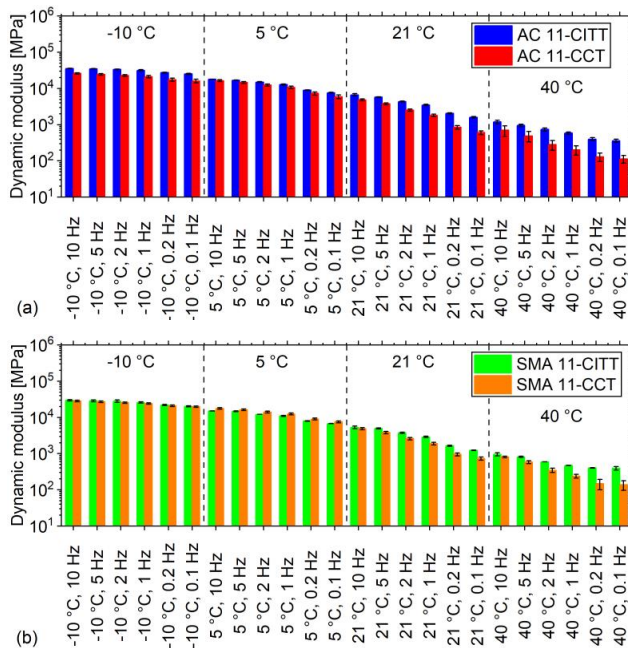 Dynamic modulus [MPa]
10⁶
10⁵
10⁴
10³
10²
10¹
-10 °C
5 °C
21 °C
40 °C
AC 11-CITT
AC 11-CCT
-10 °C, 10 Hz
-10 °C, 5 Hz
-10 °C, 2 Hz
-10 °C, 1 Hz
-10 °C, 0.2 Hz
-10 °C, 0.1 Hz
5 °C, 10 Hz
5 °C, 5 Hz
5 °C, 2 Hz
5 °C, 1 Hz
5 °C, 0.2 Hz
5 °C, 0.1 Hz
21 °C, 10 Hz
21 °C, 5 Hz
21 °C, 2 Hz
21 °C, 1 Hz
21 °C, 0.2 Hz
21 °C, 0.1 Hz
40 °C, 10 Hz
40 °C, 5 Hz
40 °C, 2 Hz
40 °C, 1 Hz
40 °C, 0.2 Hz
40 °C, 0.1 Hz
(a)
Dynamic modulus [MPa]
10⁶
10⁵
10⁴
10³
10²
10¹
-10 °C
5 °C
21 °C
40 °C
SMA 11-CITT
SMA 11-CCT
-10 °C, 10 Hz
-10 °C, 5 Hz
-10 °C, 2 Hz
-10 °C, 1 Hz
-10 °C, 0.2 Hz
-10 °C, 0.1 Hz
5 °C, 10 Hz
5 °C, 5 Hz
5 °C, 2 Hz
5 °C, 1 Hz
5 °C, 0.2 Hz
5 °C, 0.1 Hz
21 °C, 10 Hz
21 °C, 5 Hz
21 °C, 2 Hz
21 °C, 1 Hz
21 °C, 0.2 Hz
21 °C, 0.1 Hz
40 °C, 10 Hz
40 °C, 5 Hz
40 °C, 2 Hz
40 °C, 1 Hz
40 °C, 0.2 Hz
40 °C, 0.1 Hz
(b)